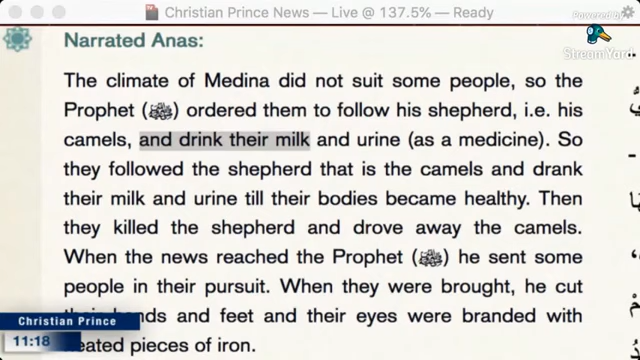 Christian Prince News — Live @ 137.5% — Ready
Powered by
StreamYard
Narrated Anas:
The climate of Medina did not suit some people, so the
Prophet (ﷺ) ordered them to follow his shepherd, i.e. his
camels, and drink their milk and urine (as a medicine). So
they followed the shepherd that is the camels and drank
their milk and urine till their bodies became healthy. Then
they killed the shepherd and drove away the camels.
When the news reached the Prophet (ﷺ) he sent some
people in their pursuit. When they were brought, he cut
their hands and feet and their eyes were branded with
heated pieces of iron.
Christian Prince
11:18